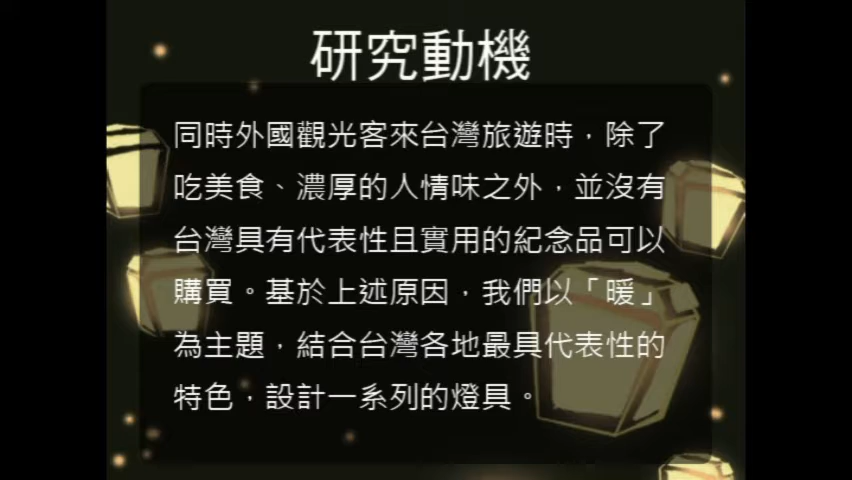 研究動機
同時外國觀光客來台灣旅遊時，除了
吃美食、濃厚的人情味之外，並沒有
台灣具有代表性且實用的紀念品可以
購買。基於上述原因，我們以「暖」
為主題，結合台灣各地最具代表性的
特色，設計一系列的燈具。